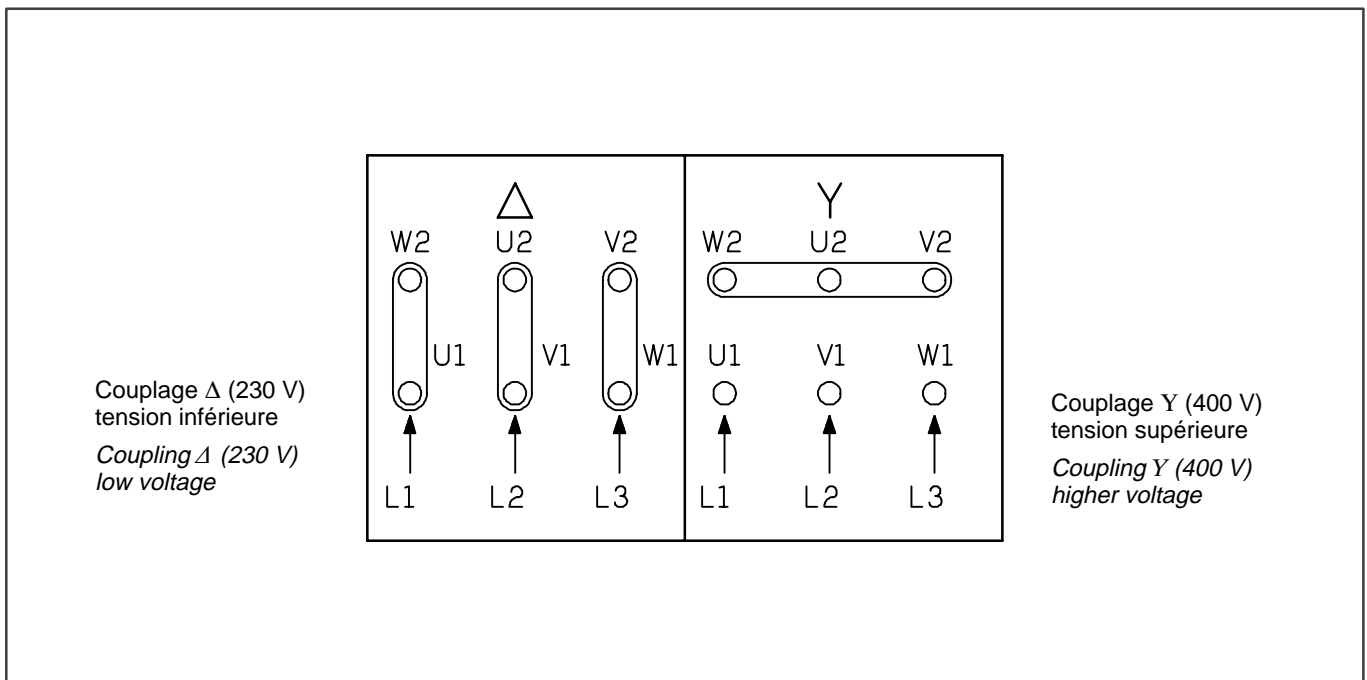 Couplage Δ (230 V)
tension inférieure
Coupling Δ (230 V)
low voltage
Δ
W2 U2 V2
U1 V1 W1
L1 L2 L3
Y
W2 U2 V2
U1 V1 W1
L1 L2 L3
Couplage Y (400 V)
tension supérieure
Coupling Y (400 V)
higher voltage